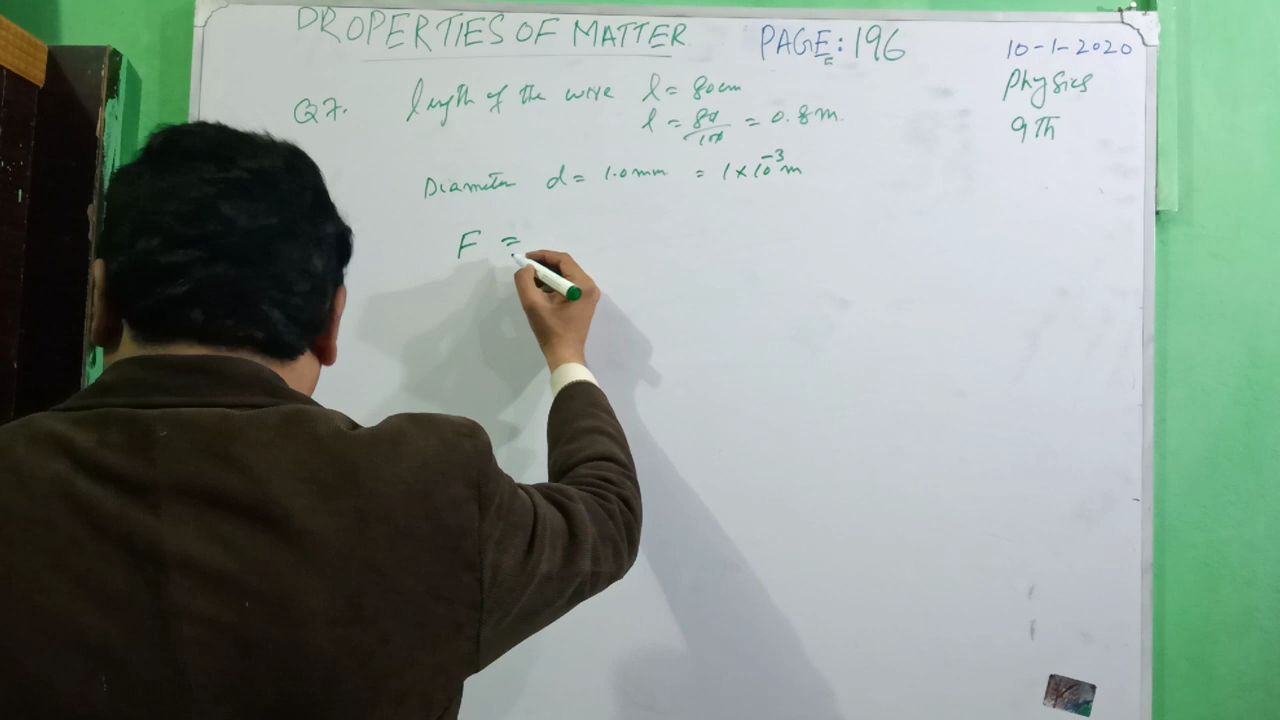 PROPERTIES OF MATTER PAGE: 196 10-1-2020
Physics
9Th
Q7. length of the wire l = 80cm
l = 80/100 = 0.8m.
Diameter d = 1.0mm = 1×10⁻³m
F =